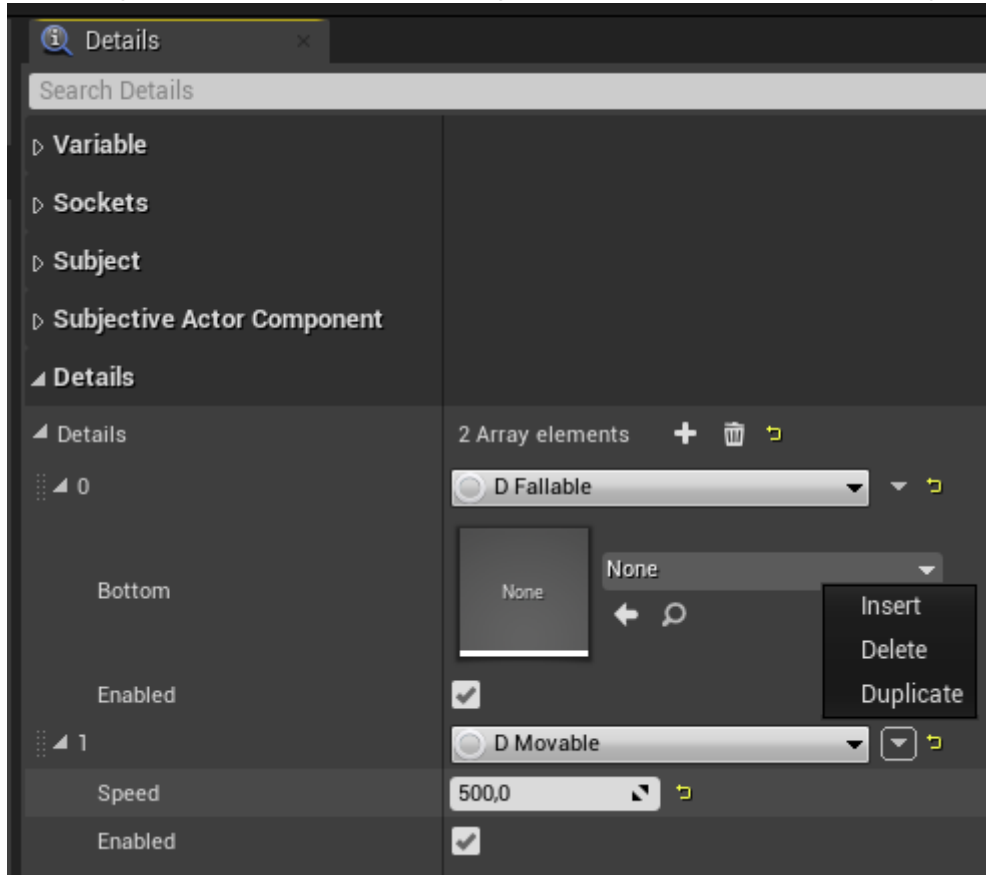 Details
Search Details
Variable
Sockets
Subject
Subjective Actor Component
Details
Details 2 Array elements
0 D Fallable
Bottom None None
Insert
Delete
Duplicate
Enabled
1 D Movable
Speed 500,0
Enabled